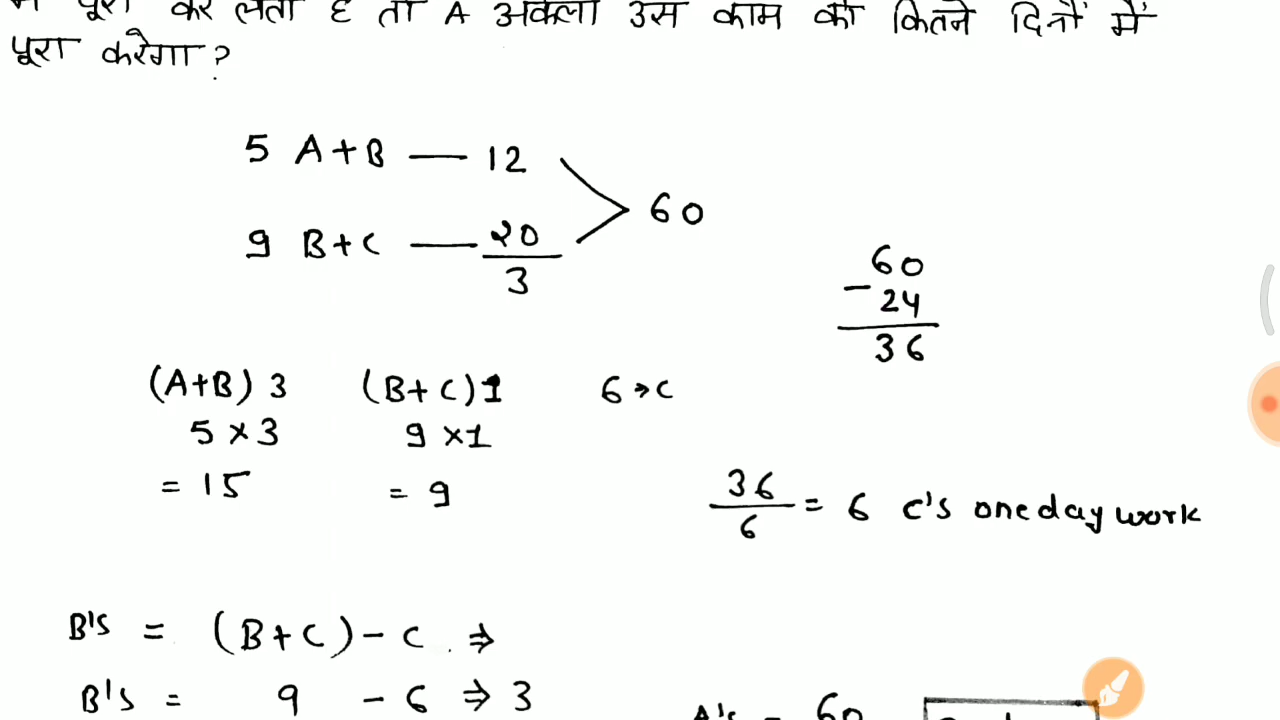 में पूरा कर लेता है तो A अकेला उस काम को कितने दिनों में
पूरा करेगा?
5 A+B — 12
60
9 B+C — 20/3
60
- 24
36
(A+B) 3 (B+C) 1 6 → C
5 × 3 9 × 1
= 15 = 9
36/6 = 6 C's one day work
B's = (B+C) - C ⇒
B's = 9 - 6 ⇒ 3
A's = 60